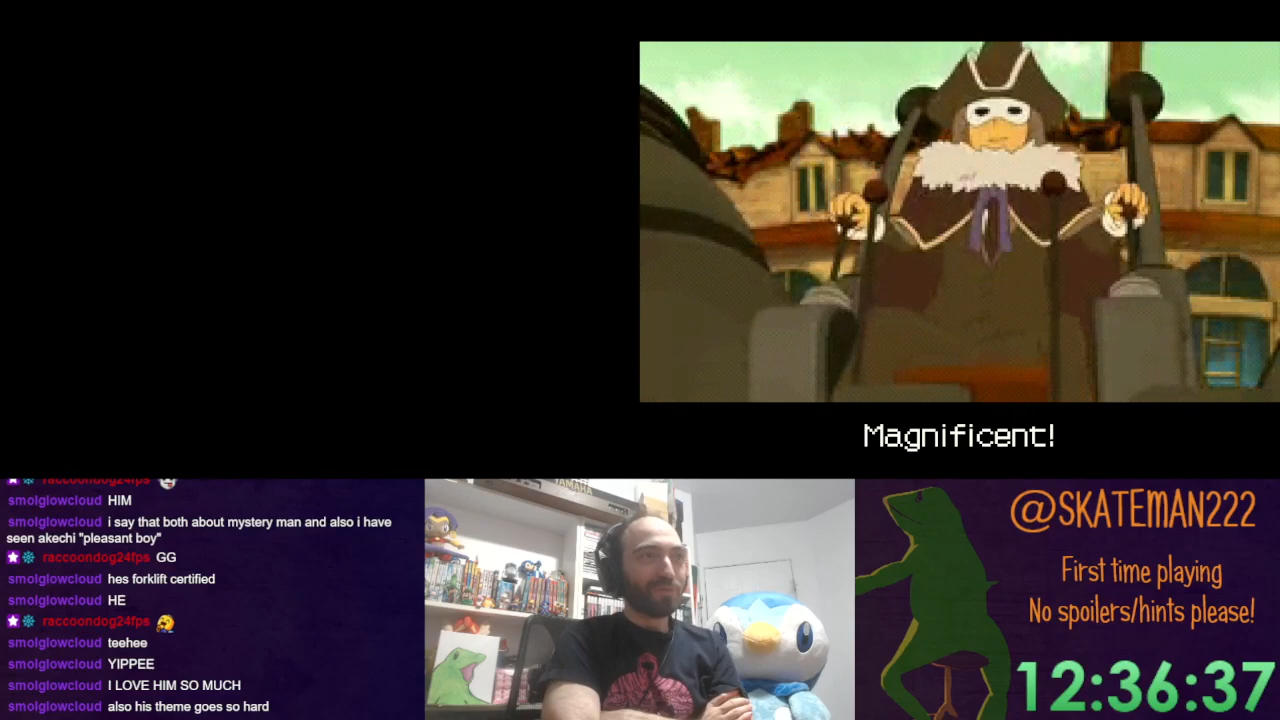 Magnificent!
raccoondog24fps
smolglowcloud HIM
smolglowcloud i say that both about mystery man and also i have
seen akechi "pleasant boy"
raccoondog24fps GG
smolglowcloud hes forklift certified
smolglowcloud HE
raccoondog24fps
smolglowcloud teehee
smolglowcloud YIPPEE
smolglowcloud I LOVE HIM SO MUCH
smolglowcloud also his theme goes so hard
YAMAHA
@SKATEMAN222
First time playing
No spoilers/hints please!
12:36:37